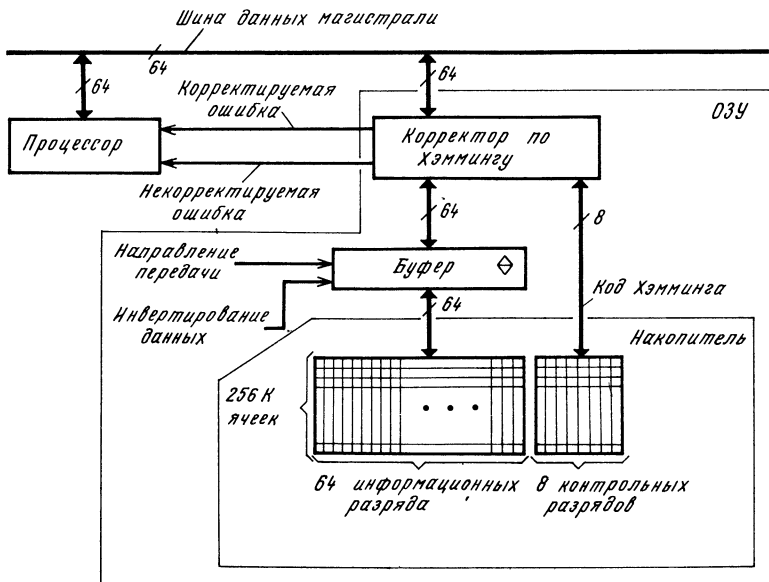 Шина данных магистрали
64
64
64
Корректируемая
ошибка
ОЗУ
Процессор
Корректор по
Хэммингу
Некорректируемая
ошибка
64
8
Направление
передачи
Буфер
Инвертирование
данных
64
Код Хэмминга
Накопитель
256 К
ячеек
64 информационных
разряда
8 контрольных
разрядов